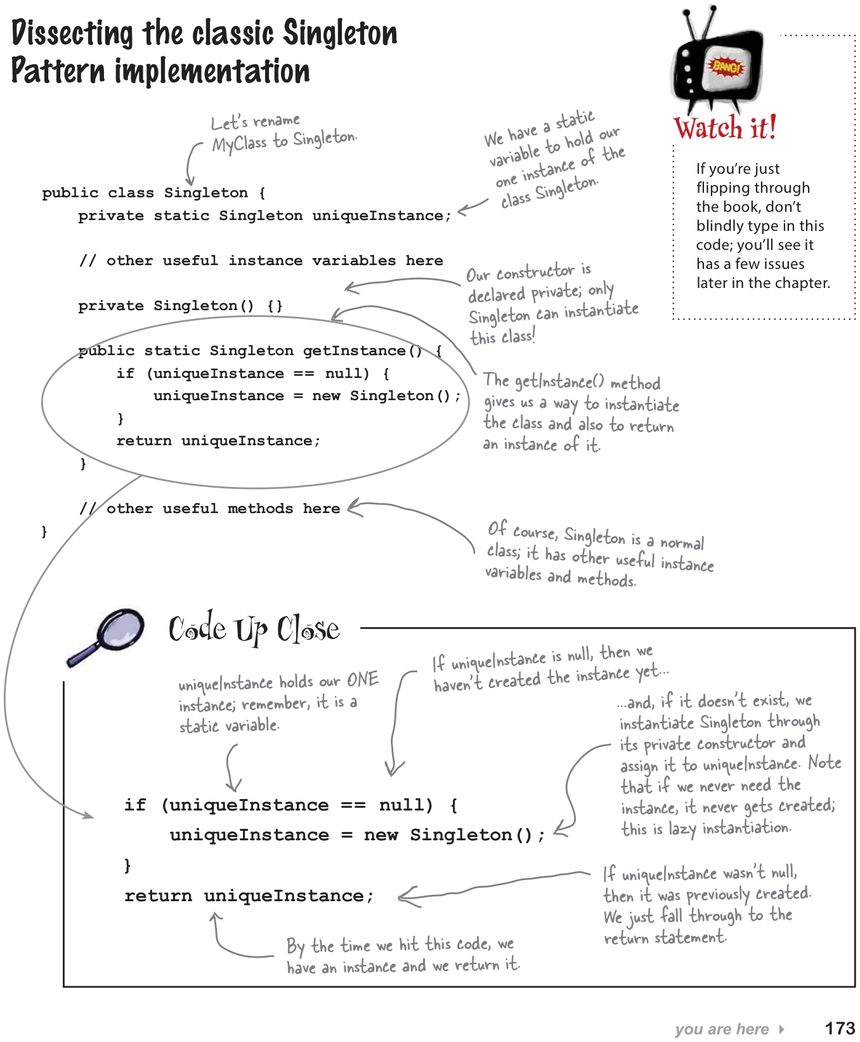 Dissecting the classic Singleton
Pattern implementation
Let's rename
MyClass to Singleton.
We have a static
variable to hold our
one instance of the
class Singleton.
BANG!
Watch it!
If you're just
flipping through
the book, don't
blindly type in this
code; you'll see it
has a few issues
later in the chapter.
public class Singleton {
private static Singleton uniqueInstance;
// other useful instance variables here
Our constructor is
declared private; only
Singleton can instantiate
this class!
private Singleton() {}
public static Singleton getInstance() {
if (uniqueInstance == null) {
uniqueInstance = new Singleton();
}
return uniqueInstance;
}
The getInstance() method
gives us a way to instantiate
the class and also to return
an instance of it.
// other useful methods here
}
Of course, Singleton is a normal
class; it has other useful instance
variables and methods.
Code Up Close
uniqueInstance holds our ONE
instance; remember, it is a
static variable.
If uniqueInstance is null, then we
haven't created the instance yet...
...and, if it doesn't exist, we
instantiate Singleton through
its private constructor and
assign it to uniqueInstance. Note
that if we never need the
instance, it never gets created;
this is lazy instantiation.
if (uniqueInstance == null) {
uniqueInstance = new Singleton();
}
return uniqueInstance;
If uniqueInstance wasn't null,
then it was previously created.
We just fall through to the
return statement.
By the time we hit this code, we
have an instance and we return it.
you are here
173